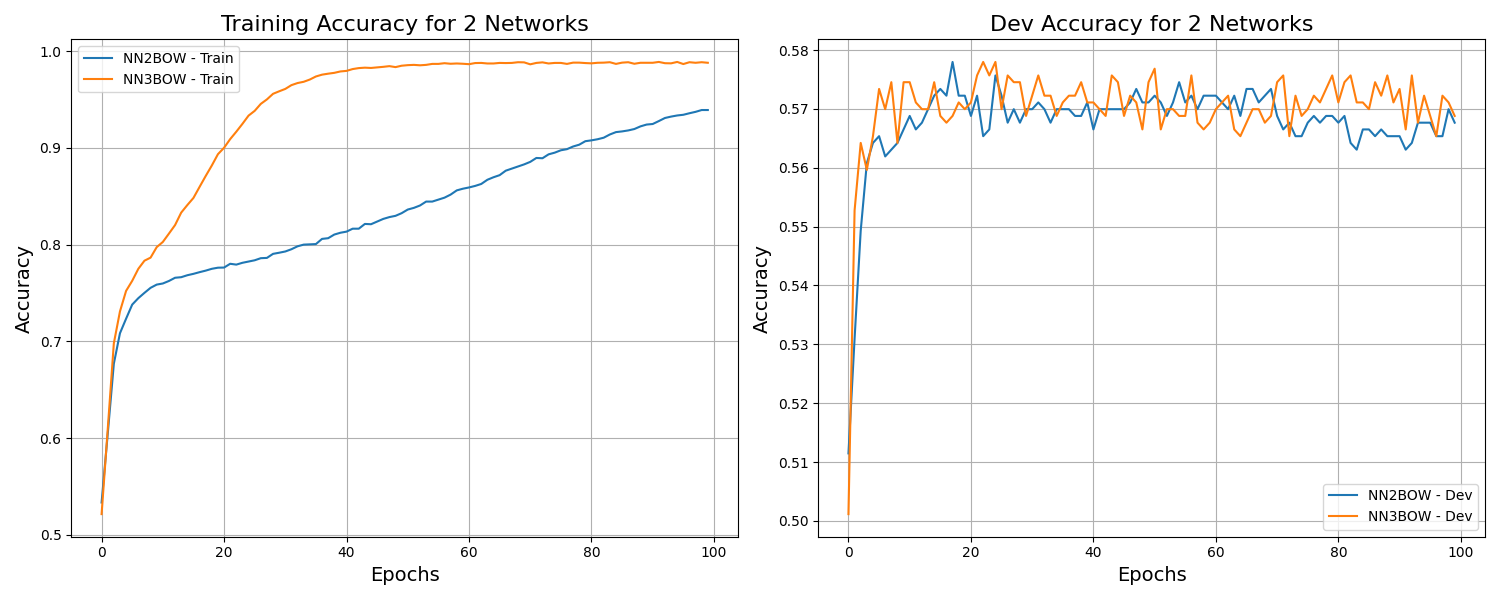 Training Accuracy for 2 Networks
NN2BOW - Train
NN3BOW - Train
1.0
0.9
0.8
0.7
0.6
0.5
Accuracy
0 20 40 60 80 100
Epochs
Dev Accuracy for 2 Networks
0.58
0.57
0.56
0.55
0.54
0.53
0.52
0.51
0.50
Accuracy
NN2BOW - Dev
NN3BOW - Dev
0 20 40 60 80 100
Epochs